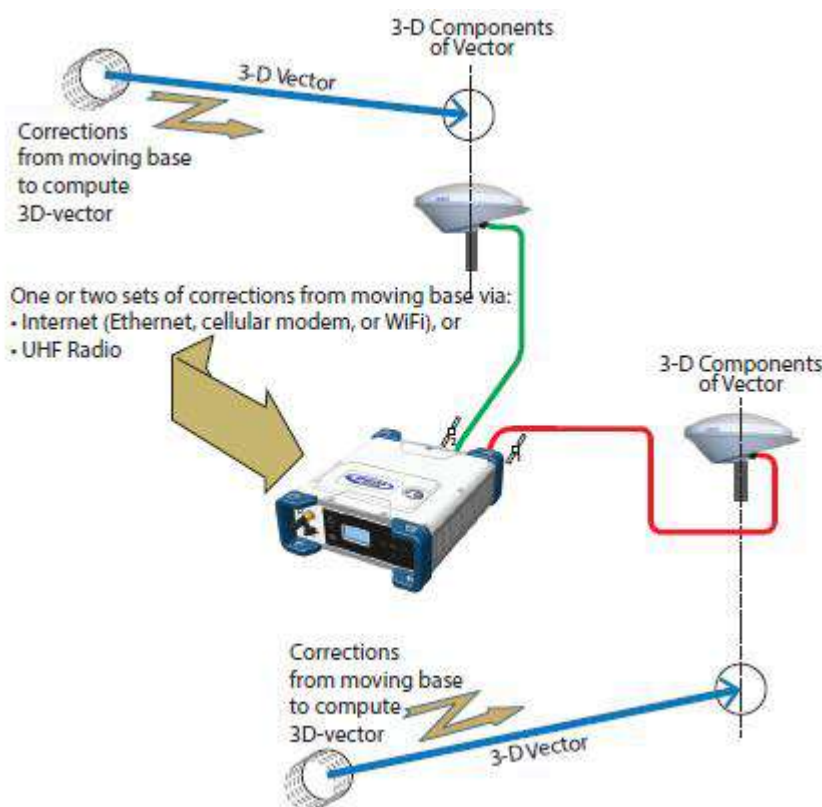 3-D Components
of Vector
3-D Vector
Corrections
from moving base
to compute
3D-vector
One or two sets of corrections from moving base via:
• Internet (Ethernet, cellular modem, or WiFi), or
• UHF Radio
3-D Components
of Vector
Corrections
from moving base
to compute
3D-vector
3-D Vector